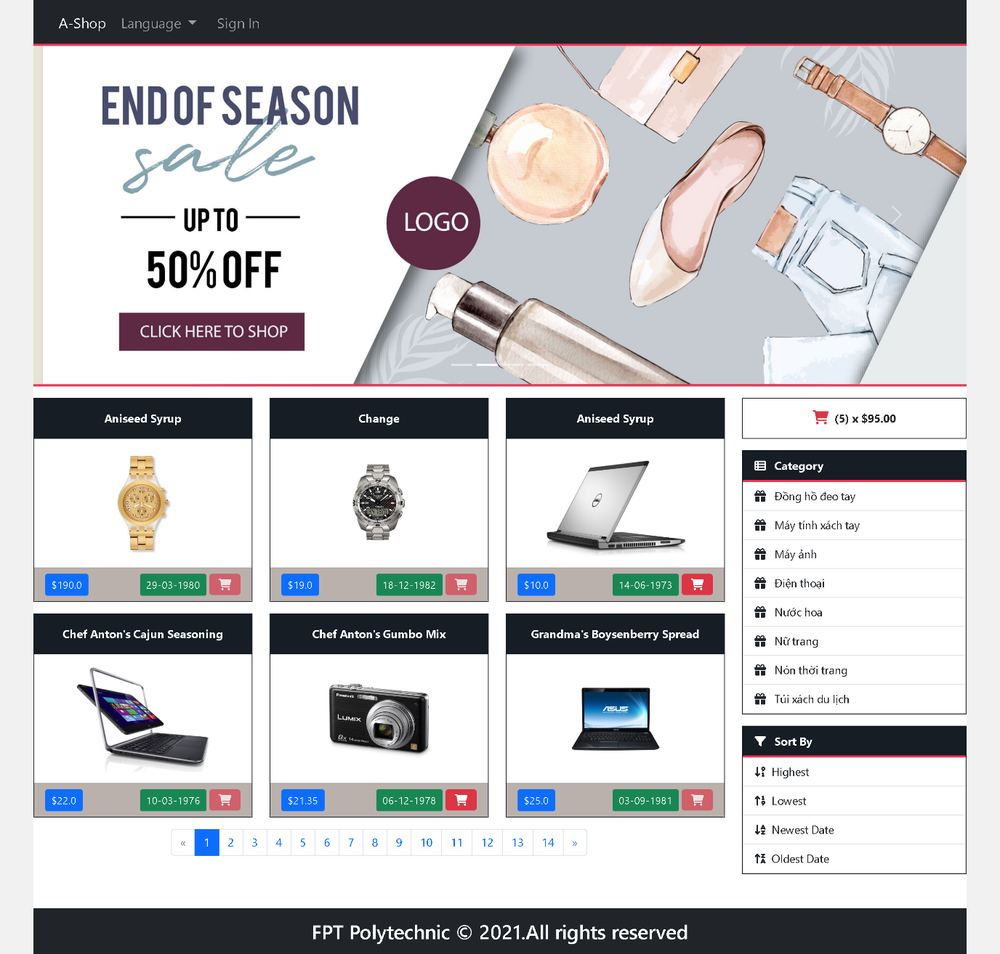 A-Shop Language Sign In
END OF SEASON
sale
UP TO
50% OFF
CLICK HERE TO SHOP
LOGO
Aniseed Syrup
$190.0 29-03-1980
Change
$19.0 18-12-1982
Aniseed Syrup
$10.0 14-06-1973
Chef Anton's Cajun Seasoning
$22.0 10-03-1976
Chef Anton's Gumbo Mix
Panasonic
LUMIX
8x
$21.35 06-12-1978
Grandma's Boysenberry Spread
ASUS
$25.0 03-09-1981
« 1 2 3 4 5 6 7 8 9 10 11 12 13 14 »
(5) x $95.00
Category
Đồng hồ đeo tay
Máy tính xách tay
Máy ảnh
Điện thoại
Nước hoa
Nữ trang
Nón thời trang
Túi xách du lịch
Sort By
Highest
Lowest
Newest Date
Oldest Date
FPT Polytechnic © 2021.All rights reserved